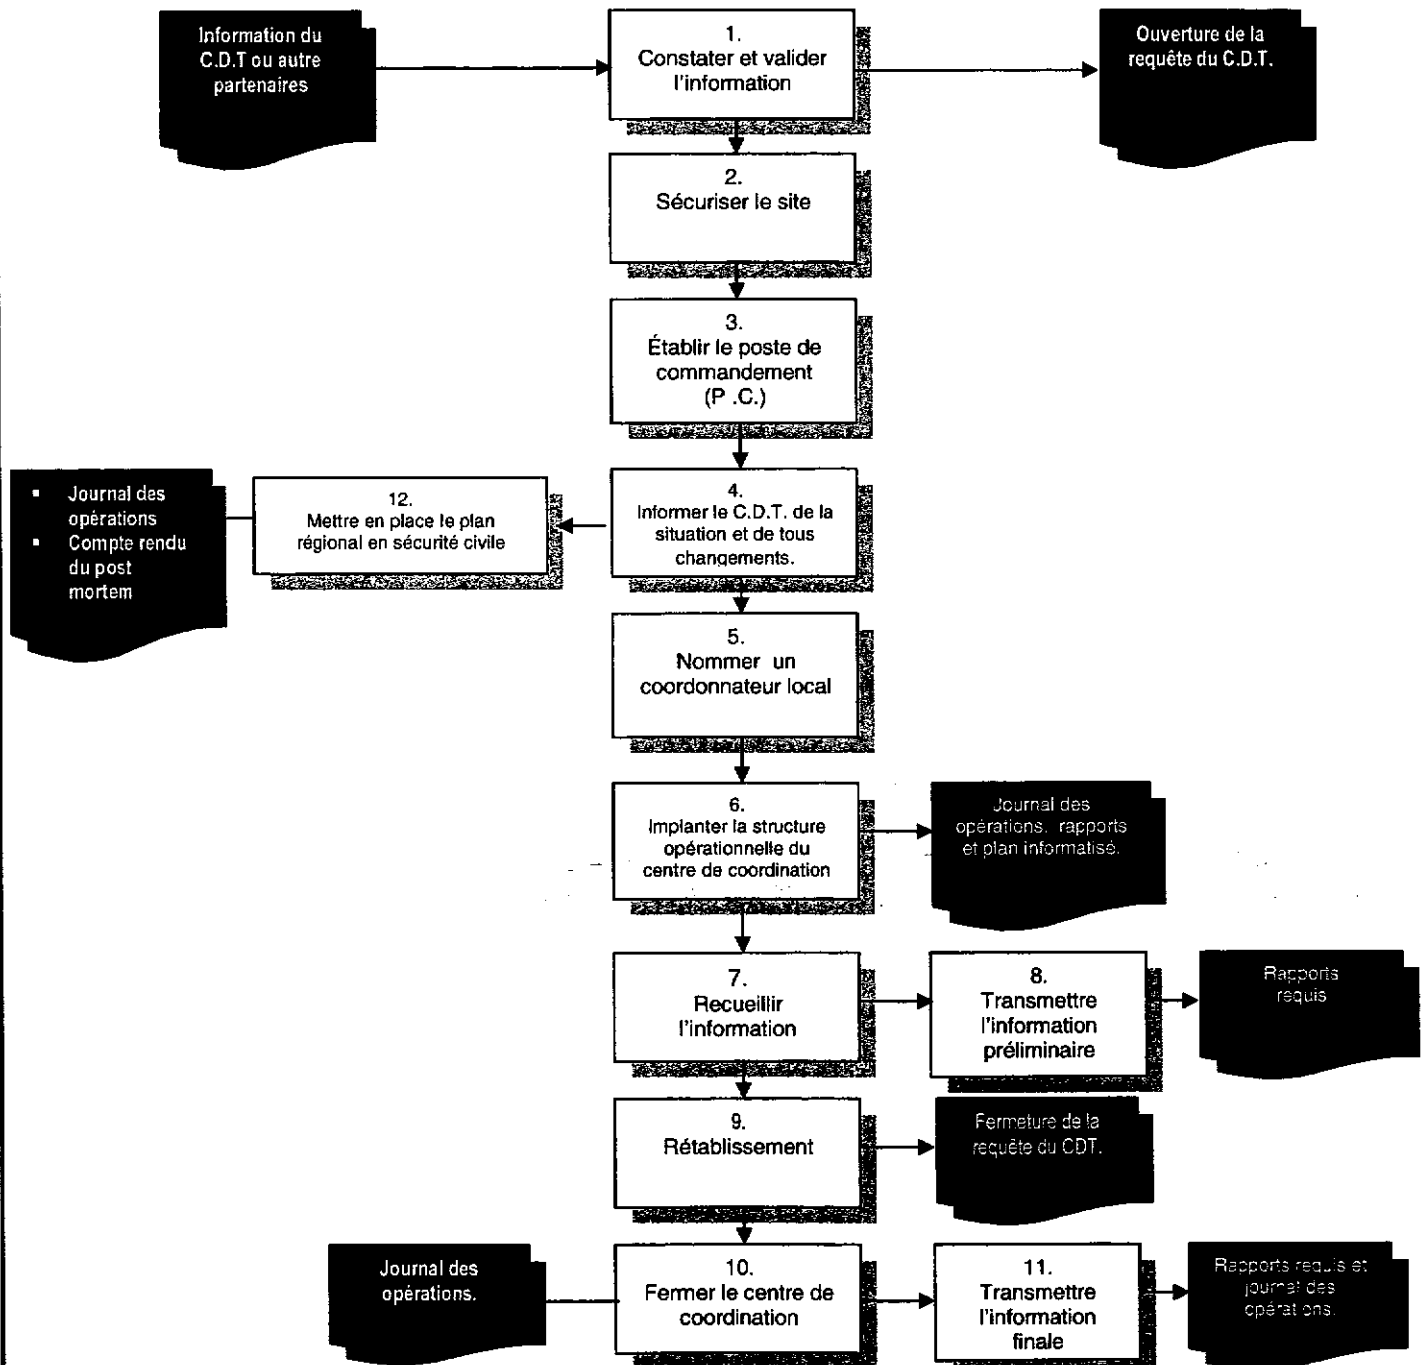 Information du
C.D.T ou autre
partenaires
1.
Constater et valider
l'information
Ouverture de la
requête du C.D.T.
2.
Sécuriser le site
3.
Établir le poste de
commandement
(P .C.)
4.
Informer le C.D.T. de la
situation et de tous
changements.
12.
Mettre en place le plan
régional en sécurité civile
▪ Journal des
opérations
▪ Compte rendu
du post
mortem
5.
Nommer un
coordonnateur local
6.
Implanter la structure
opérationnelle du
centre de coordination
Journal des
opérations. rapports
et plan informatisé.
7.
Recueillir
l'information
8.
Transmettre
l'information
préliminaire
Rapports
requis
9.
Rétablissement
Fermeture de la
requête du CDT.
Journal des
opérations.
10.
Fermer le centre de
coordination
11.
Transmettre
l'information
finale
Rapports requis et
journal des
opérations.